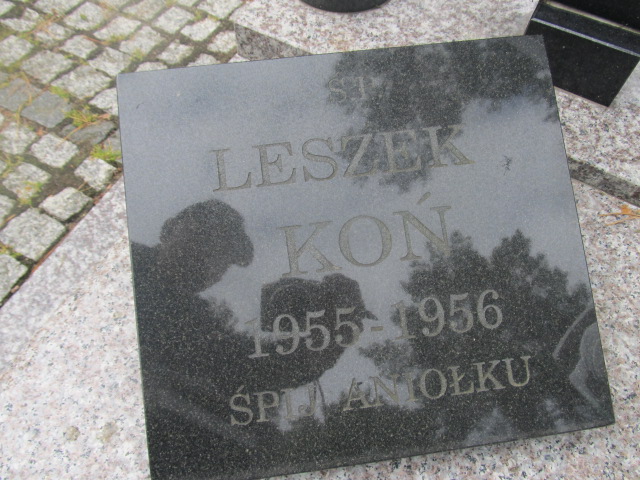 Ś.P.
LESZEK
KOŃ
1955-1956
ŚPIJ ANIOŁKU